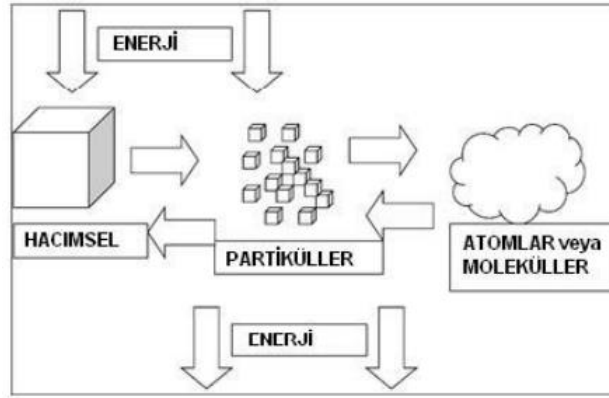 ENERJİ
HACIMSEL
PARTİKÜLLER
ATOMLAR veya
MOLEKÜLLER
ENERJİ